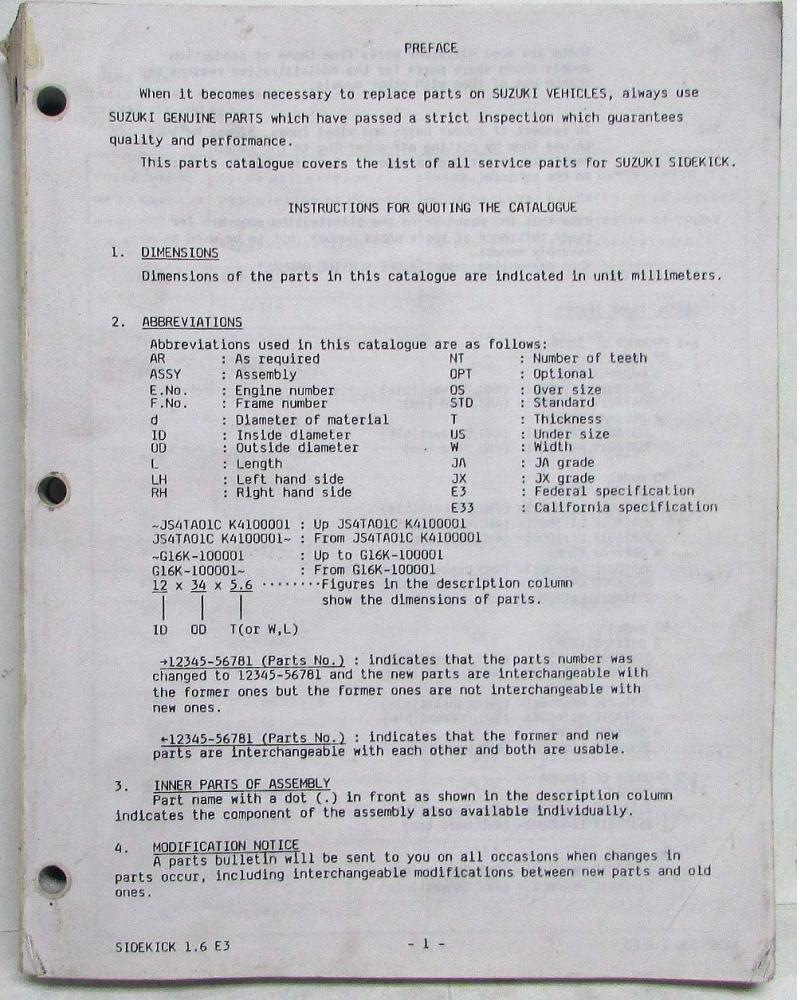 PREFACE
When it becomes necessary to replace parts on SUZUKI VEHICLES, always use
SUZUKI GENUINE PARTS which have passed a strict inspection which guarantees
quality and performance.
This parts catalogue covers the list of all service parts for SUZUKI SIDEKICK.
INSTRUCTIONS FOR QUOTING THE CATALOGUE
1. DIMENSIONS
Dimensions of the parts in this catalogue are indicated in unit millimeters.
2. ABBREVIATIONS
Abbreviations used in this catalogue are as follows:
AR : As required NT : Number of teeth
ASSY : Assembly OPT : Optional
E.No. : Engine number OS : Over size
F.No. : Frame number STD : Standard
d : Diameter of material T : Thickness
ID : Inside diameter US : Under size
OD : Outside diameter W : Width
L : Length JA : JA grade
LH : Left hand side JX : JX grade
RH : Right hand side E3 : Federal specification
E33 : California specification
~JS4TA01C K4100001 : Up JS4TA01C K4100001
JS4TA01C K4100001~ : From JS4TA01C K4100001
~G16K-100001 : Up to G16K-100001
G16K-100001~ : From G16K-100001
12 x 34 x 5.6 ········Figures in the description column
show the dimensions of parts.
ID OD T(or W,L)
→12345-56781 (Parts No.) : indicates that the parts number was
changed to 12345-56781 and the new parts are interchangeable with
the former ones but the former ones are not interchangeable with
new ones.
←12345-56781 (Parts No.) : indicates that the former and new
parts are interchangeable with each other and both are usable.
3. INNER PARTS OF ASSEMBLY
Part name with a dot (.) in front as shown in the description column
indicates the component of the assembly also available individually.
4. MODIFICATION NOTICE
A parts bulletin will be sent to you on all occasions when changes in
parts occur, including interchangeable modifications between new parts and old
ones.
SIDEKICK 1.6 E3 - 1 -